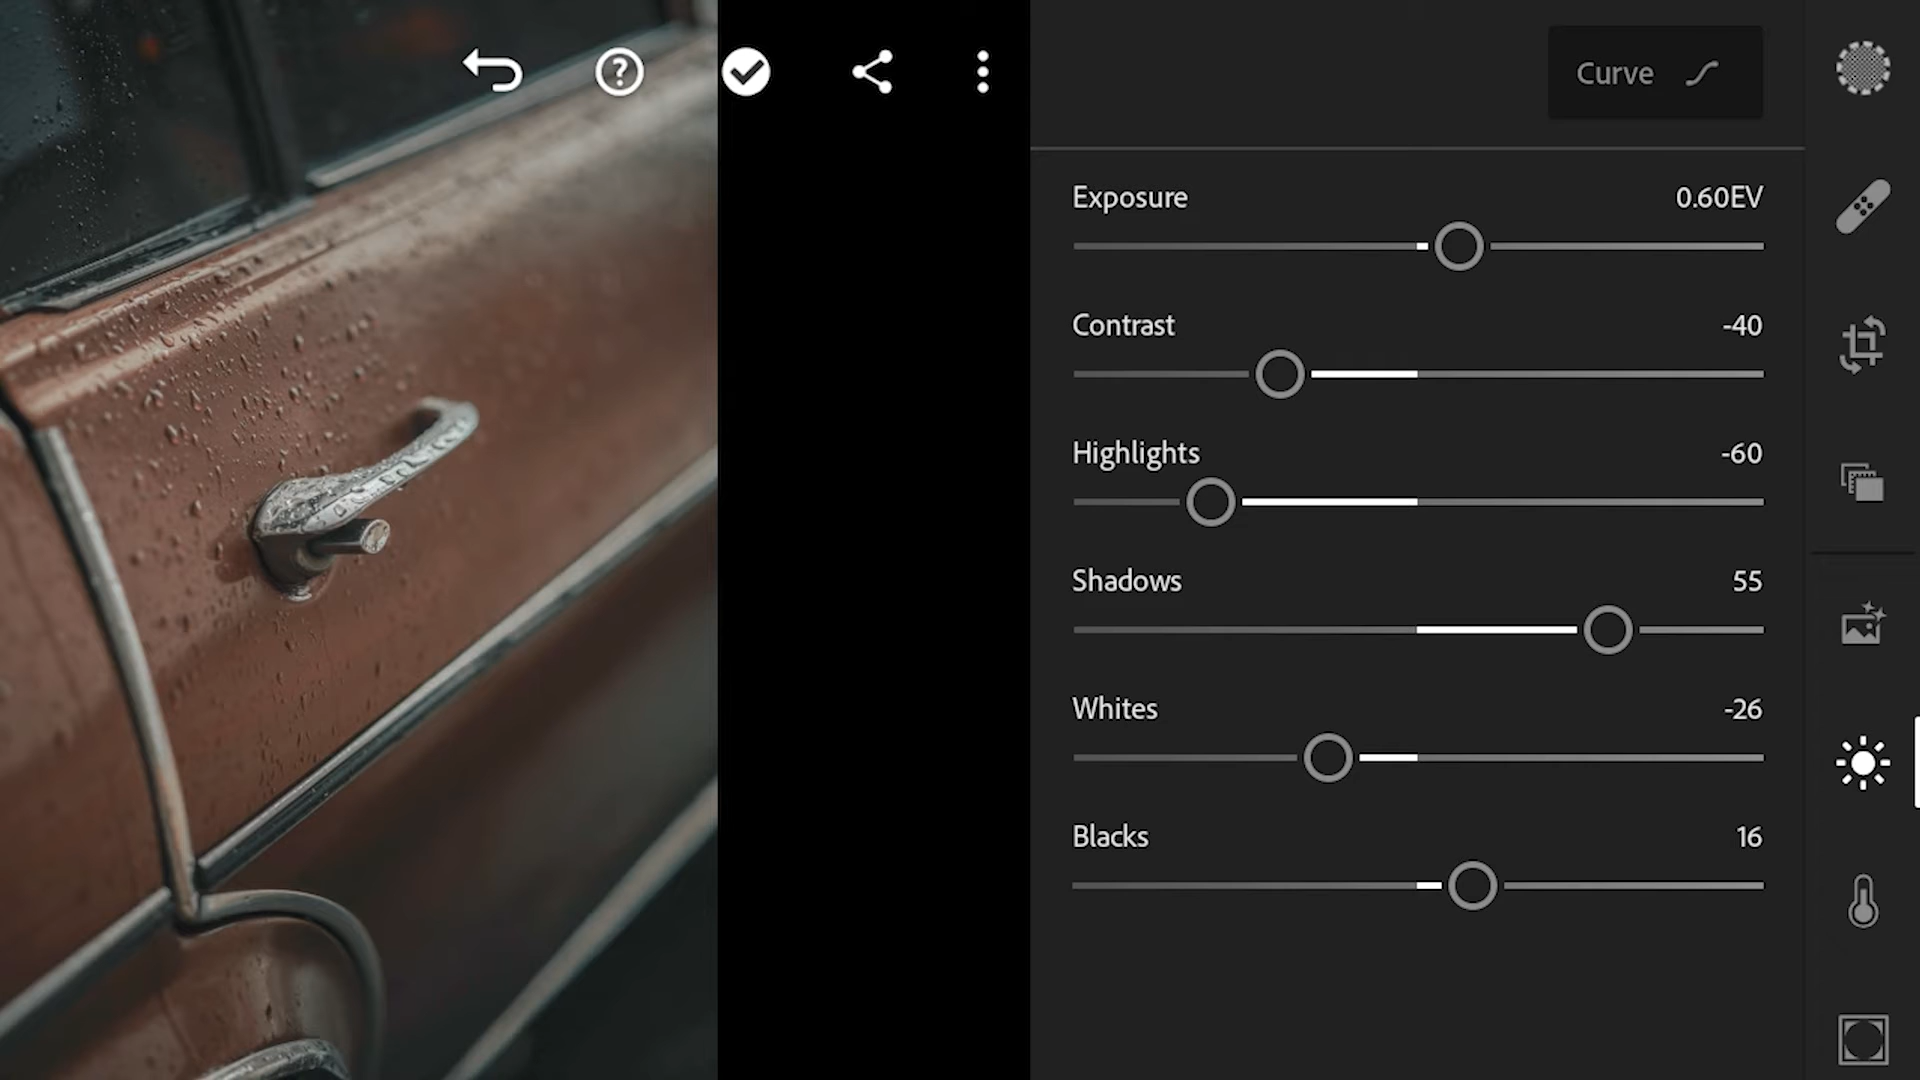 Curve
Exposure 0.60EV
Contrast -40
Highlights -60
Shadows 55
Whites -26
Blacks 16